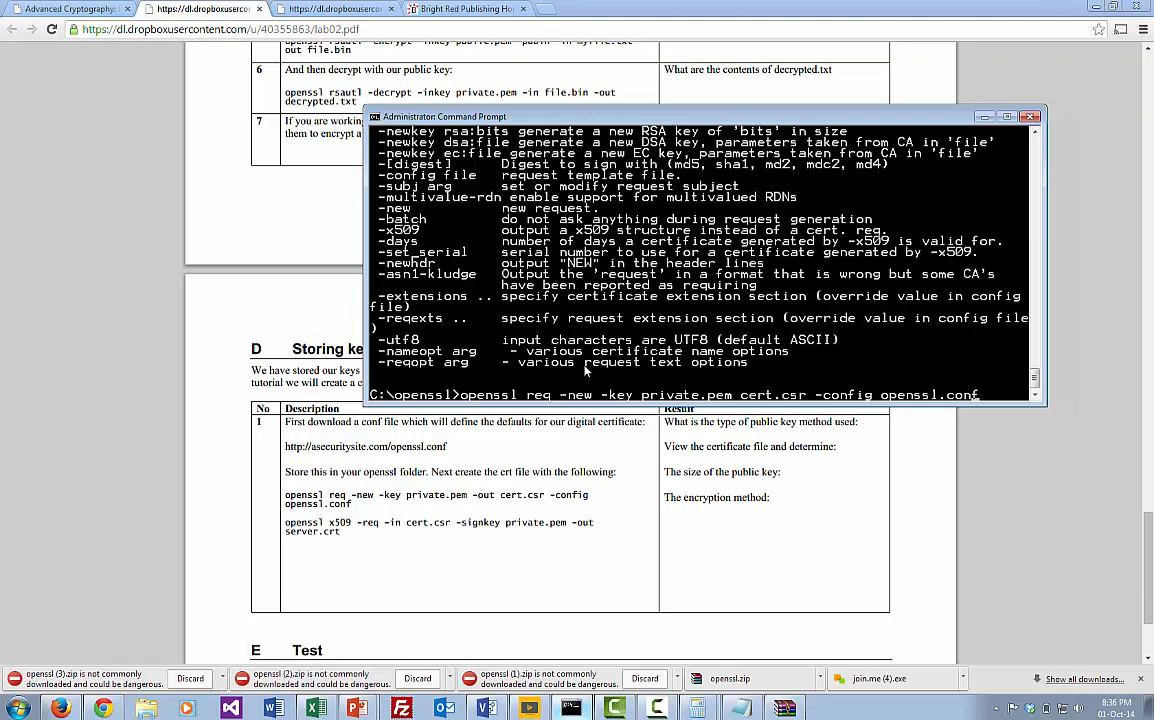 Advanced Cryptography:
https://dl.dropboxusercor
https://dl.dropboxusercor
Bright Red Publishing Ho
https://dl.dropboxusercontent.com/u/40355863/lab02.pdf
openssl rsautl -encrypt -inkey public.pem -pubin -in myfile.txt
out file.bin
6 And then decrypt with our public key: What are the contents of decrypted.txt
openssl rsautl -decrypt -inkey private.pem -in file.bin -out
decrypted.txt
7 If you are working
them to encrypt a
Administrator: Command Prompt
-newkey rsa:bits generate a new RSA key of 'bits' in size
-newkey dsa:file generate a new DSA key, parameters taken from CA in 'file'
-newkey ec:file generate a new EC key, parameters taken from CA in 'file'
-[digest] Digest to sign with (md5, sha1, md2, mdc2, md4)
-config file request template file.
-subj arg set or modify request subject
-multivalue-rdn enable support for multivalued RDNs
-new new request.
-batch do not ask anything during request generation
-x509 output a x509 structure instead of a cert. req.
-days number of days a certificate generated by -x509 is valid for.
-set_serial serial number to use for a certificate generated by -x509.
-newhdr output "NEW" in the header lines
-asn1-kludge Output the 'request' in a format that is wrong but some CA's
have been reported as requiring
-extensions .. specify certificate extension section (override value in config
file)
-reqexts .. specify request extension section (override value in config file
)
-utf8 input characters are UTF8 (default ASCII)
-nameopt arg - various certificate name options
-reqopt arg - various request text options
C:\openssl>openssl req -new -key private.pem cert.csr -config openssl.conf
D Storing ke
We have stored our keys
tutorial we will create a c
No Description Result
1 First download a conf file which will define the defaults for our digital certificate: What is the type of public key method used:
http://asecuritysite.com/openssl.conf View the certificate file and determine:
Store this in your openssl folder. Next create the crt file with the following: The size of the public key:
openssl req -new -key private.pem -out cert.csr -config The encryption method:
openssl.conf
openssl x509 -req -in cert.csr -signkey private.pem -out
server.crt
E Test
openssl (3).zip is not commonly
downloaded and could be dangerous.
Discard
openssl (2).zip is not commonly
downloaded and could be dangerous.
Discard
openssl (1).zip is not commonly
downloaded and could be dangerous.
Discard
openssl.zip
join.me (4).exe
Show all downloads...
8:36 PM
01-Oct-14